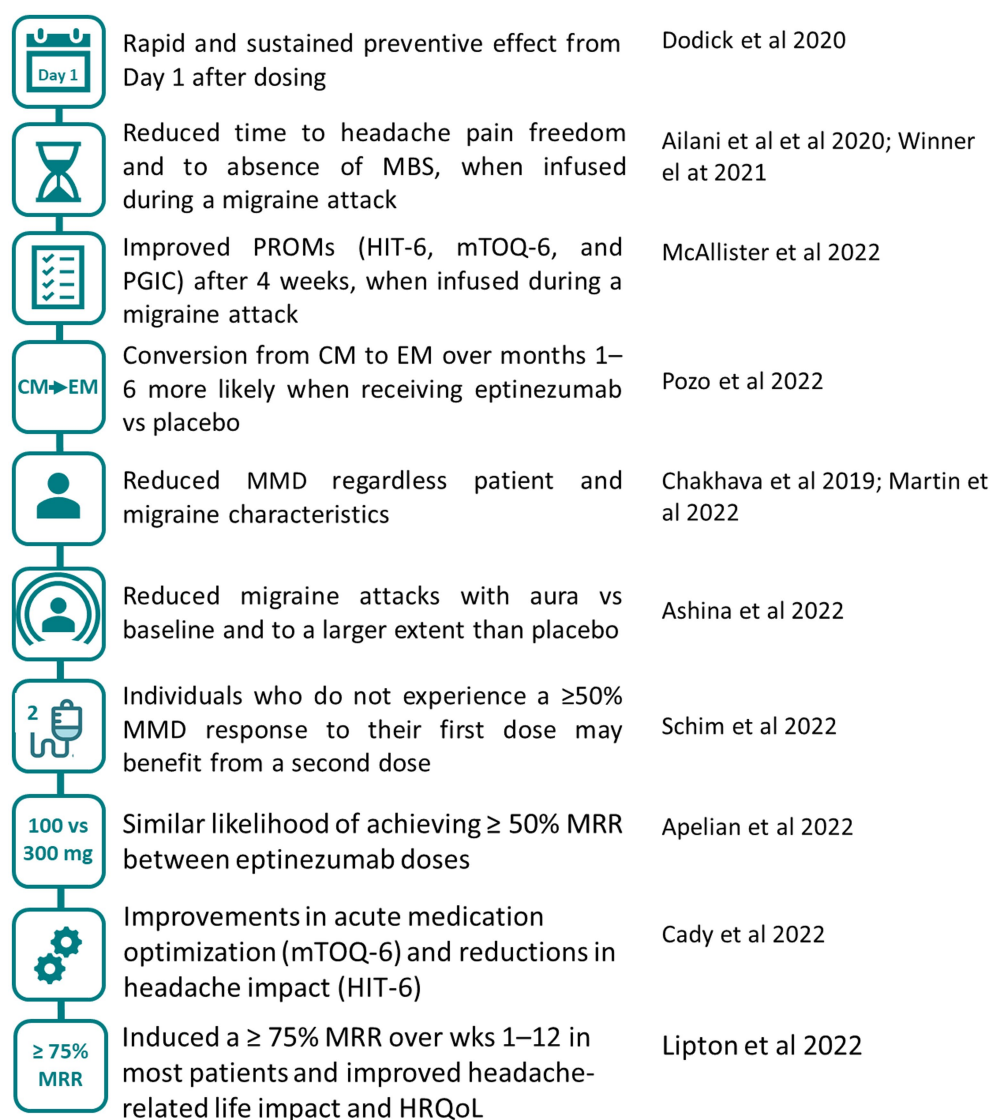 Day 1
Rapid and sustained preventive effect from
Day 1 after dosing
Dodick et al 2020
Reduced time to headache pain freedom
and to absence of MBS, when infused
during a migraine attack
Ailani et al et al 2020; Winner
el at 2021
Improved PROMs (HIT-6, mTOQ-6, and
PGIC) after 4 weeks, when infused during a
migraine attack
McAllister et al 2022
CM EM
Conversion from CM to EM over months 1–
6 more likely when receiving eptinezumab
vs placebo
Pozo et al 2022
Reduced MMD regardless patient and
migraine characteristics
Chakhava et al 2019; Martin et
al 2022
Reduced migraine attacks with aura vs
baseline and to a larger extent than placebo
Ashina et al 2022
2
Individuals who do not experience a ≥50%
MMD response to their first dose may
benefit from a second dose
Schim et al 2022
100 vs
300 mg
Similar likelihood of achieving ≥ 50% MRR
between eptinezumab doses
Apelian et al 2022
Improvements in acute medication
optimization (mTOQ-6) and reductions in
headache impact (HIT-6)
Cady et al 2022
≥ 75%
MRR
Induced a ≥ 75% MRR over wks 1–12 in
most patients and improved headache-
related life impact and HRQoL
Lipton et al 2022